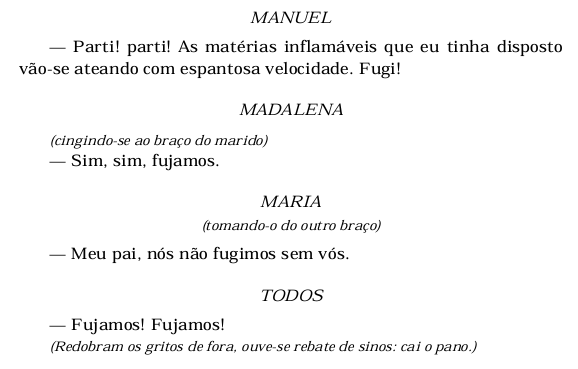 MANUEL
— Parti! parti! As matérias inflamáveis que eu tinha disposto
vão-se ateando com espantosa velocidade. Fugi!
MADALENA
(cingindo-se ao braço do marido)
— Sim, sim, fujamos.
MARIA
(tomando-o do outro braço)
— Meu pai, nós não fugimos sem vós.
TODOS
— Fujamos! Fujamos!
(Redobram os gritos de fora, ouve-se rebate de sinos: cai o pano.)